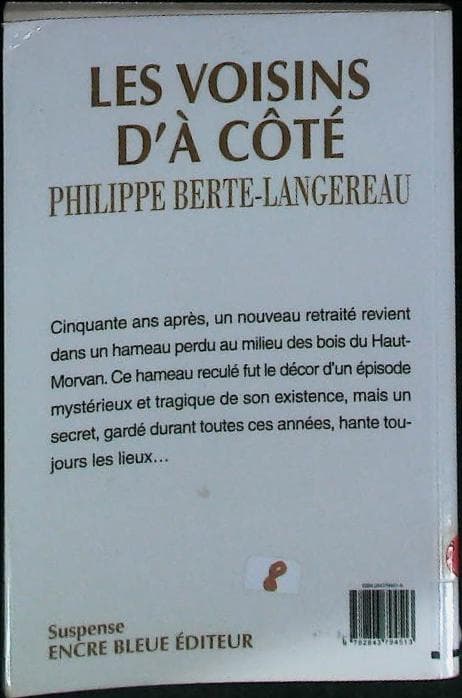 LES VOISINS
D'À CÔTÉ
PHILIPPE BERTE-LANGEREAU
Cinquante ans après, un nouveau retraité revient
dans un hameau perdu au milieu des bois du Haut-
Morvan. Ce hameau reculé fut le décor d'un épisode
mystérieux et tragique de son existence, mais un
secret, gardé durant toutes ces années, hante tou-
jours les lieux...
8
Suspense
ENCRE BLEUE ÉDITEUR